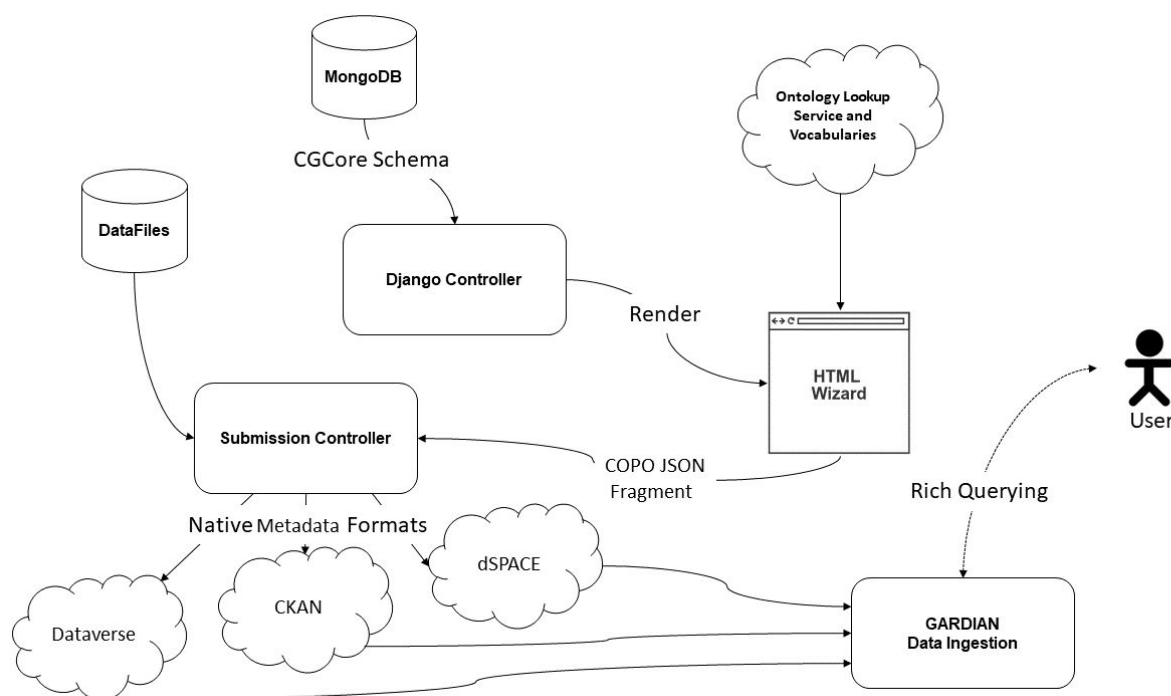 MongoDB
Ontology Lookup
Service and
Vocabularies
CGCore Schema
DataFiles
Django Controller
Render
HTML
Wizard
User
Submission Controller
COPO JSON
Fragment
Rich Querying
Native Metadata Formats
dSPACE
CKAN
Dataverse
GARDIAN
Data Ingestion